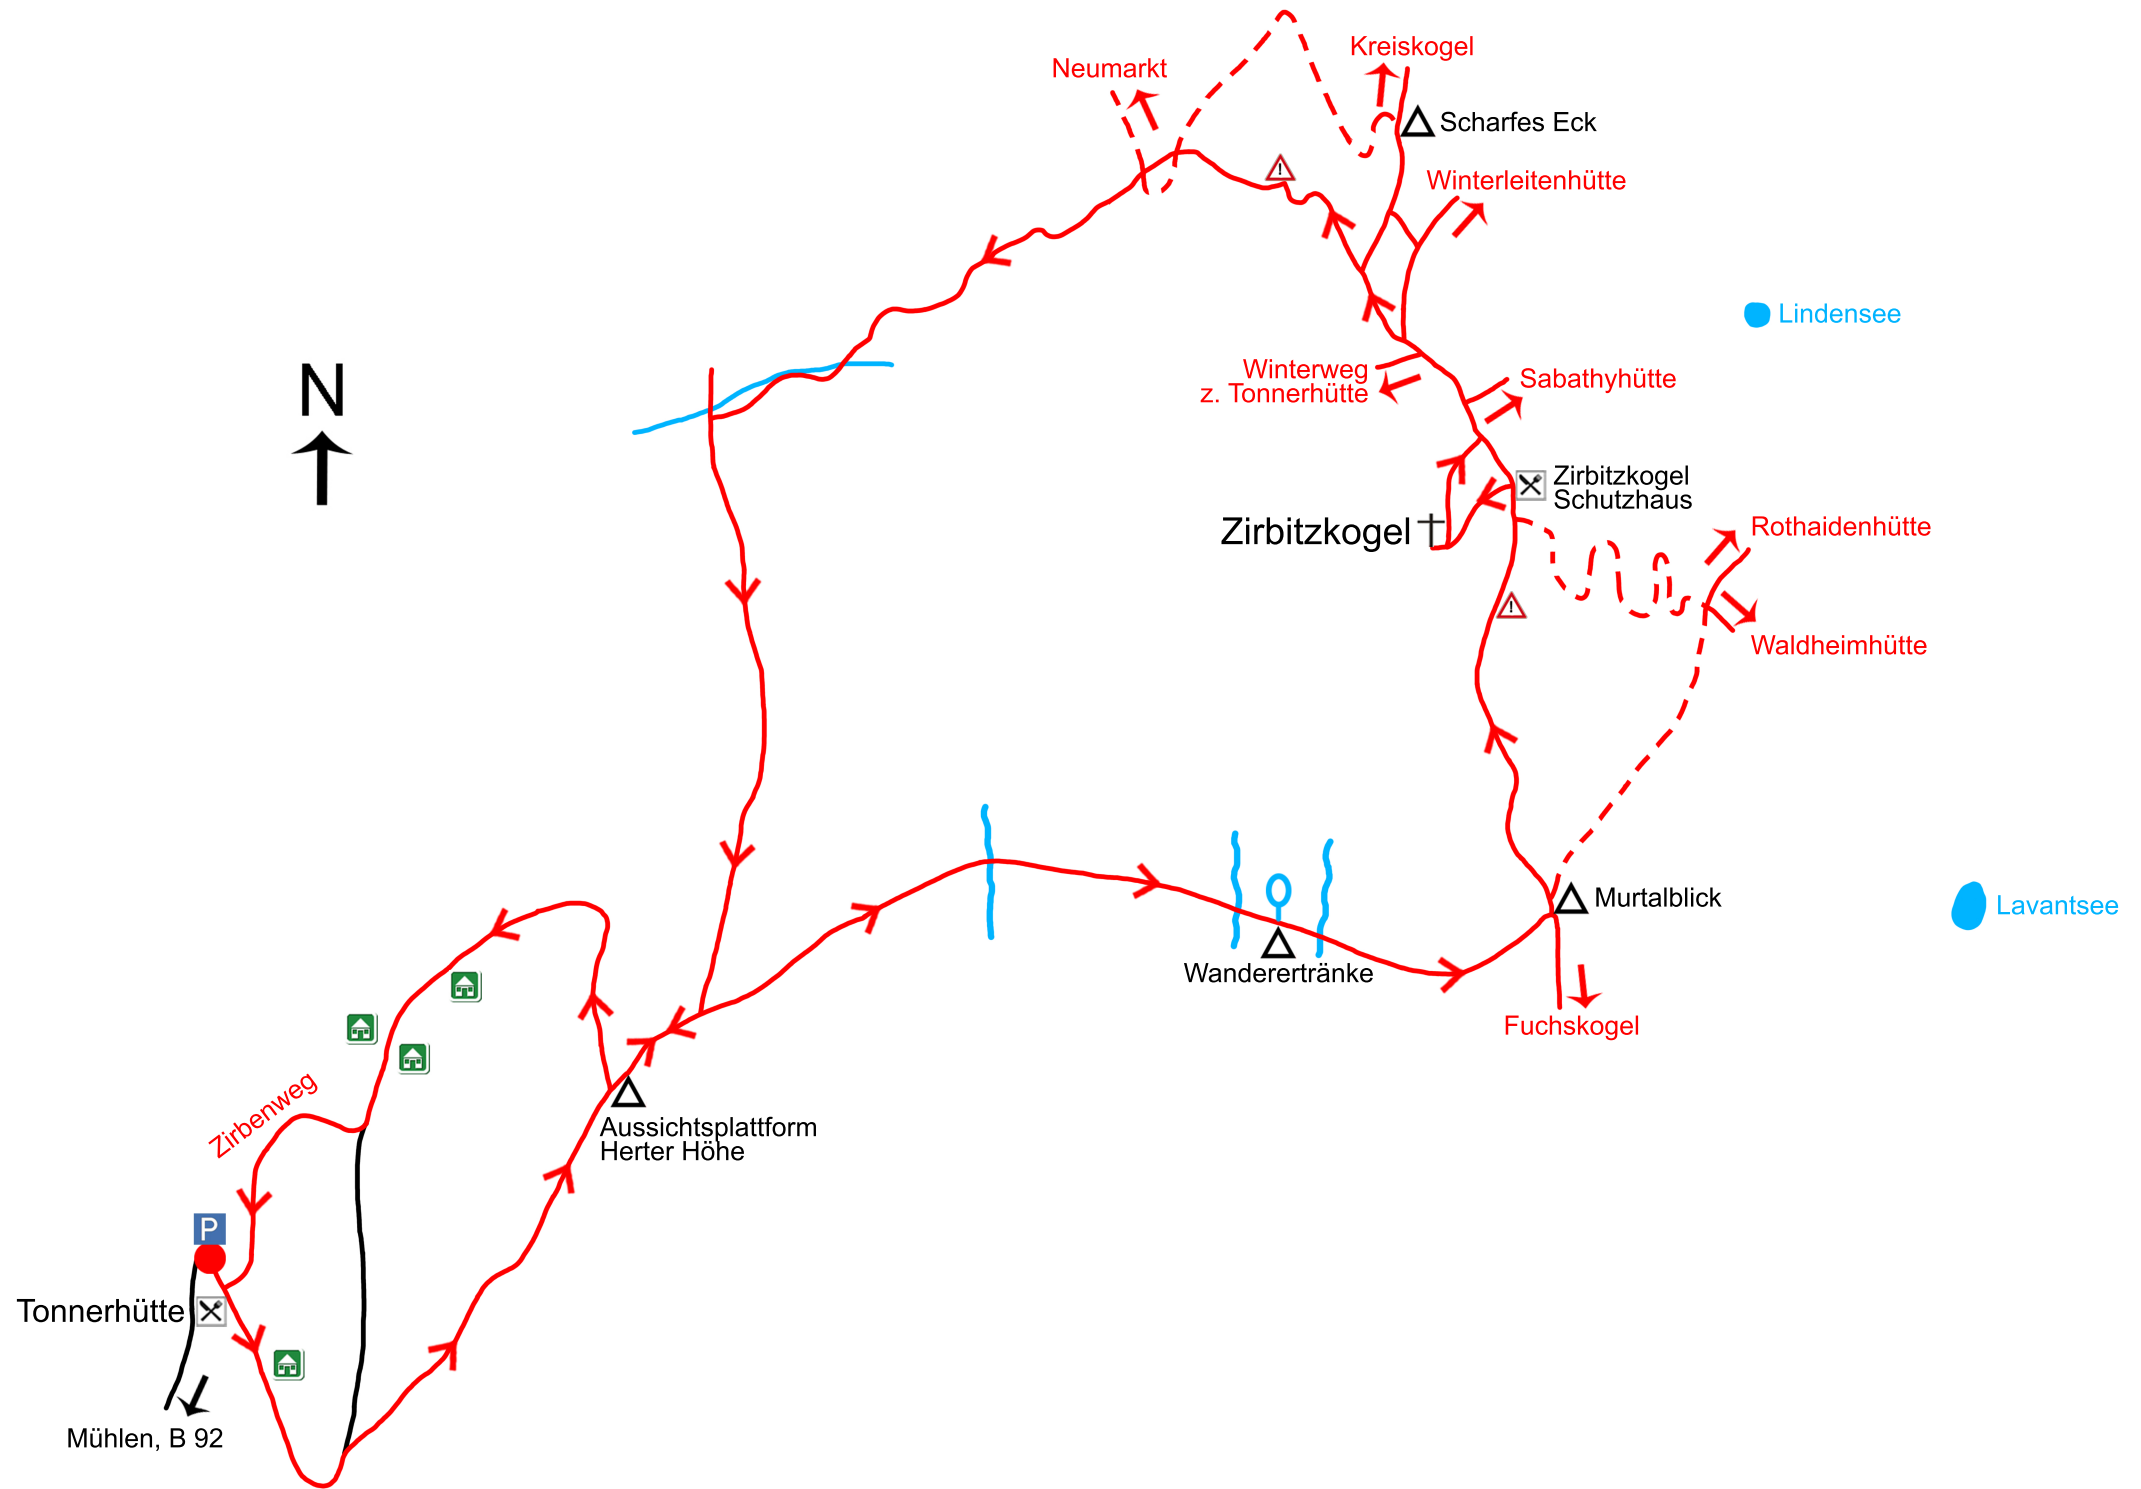 Neumarkt
Kreiskogel
Scharfes Eck
Winterleitenhütte
!
Lindensee
N
Winterweg
z. Tonnerhütte
Sabathyhütte
Zirbitzkogel
Schutzhaus
Zirbitzkogel
Rothaidenhütte
!
Waldheimhütte
Murtalblick
Lavantsee
Wanderertränke
Fuchskogel
Zirbenweg
Aussichtsplattform
Herter Höhe
P
Tonnerhütte
Mühlen, B 92